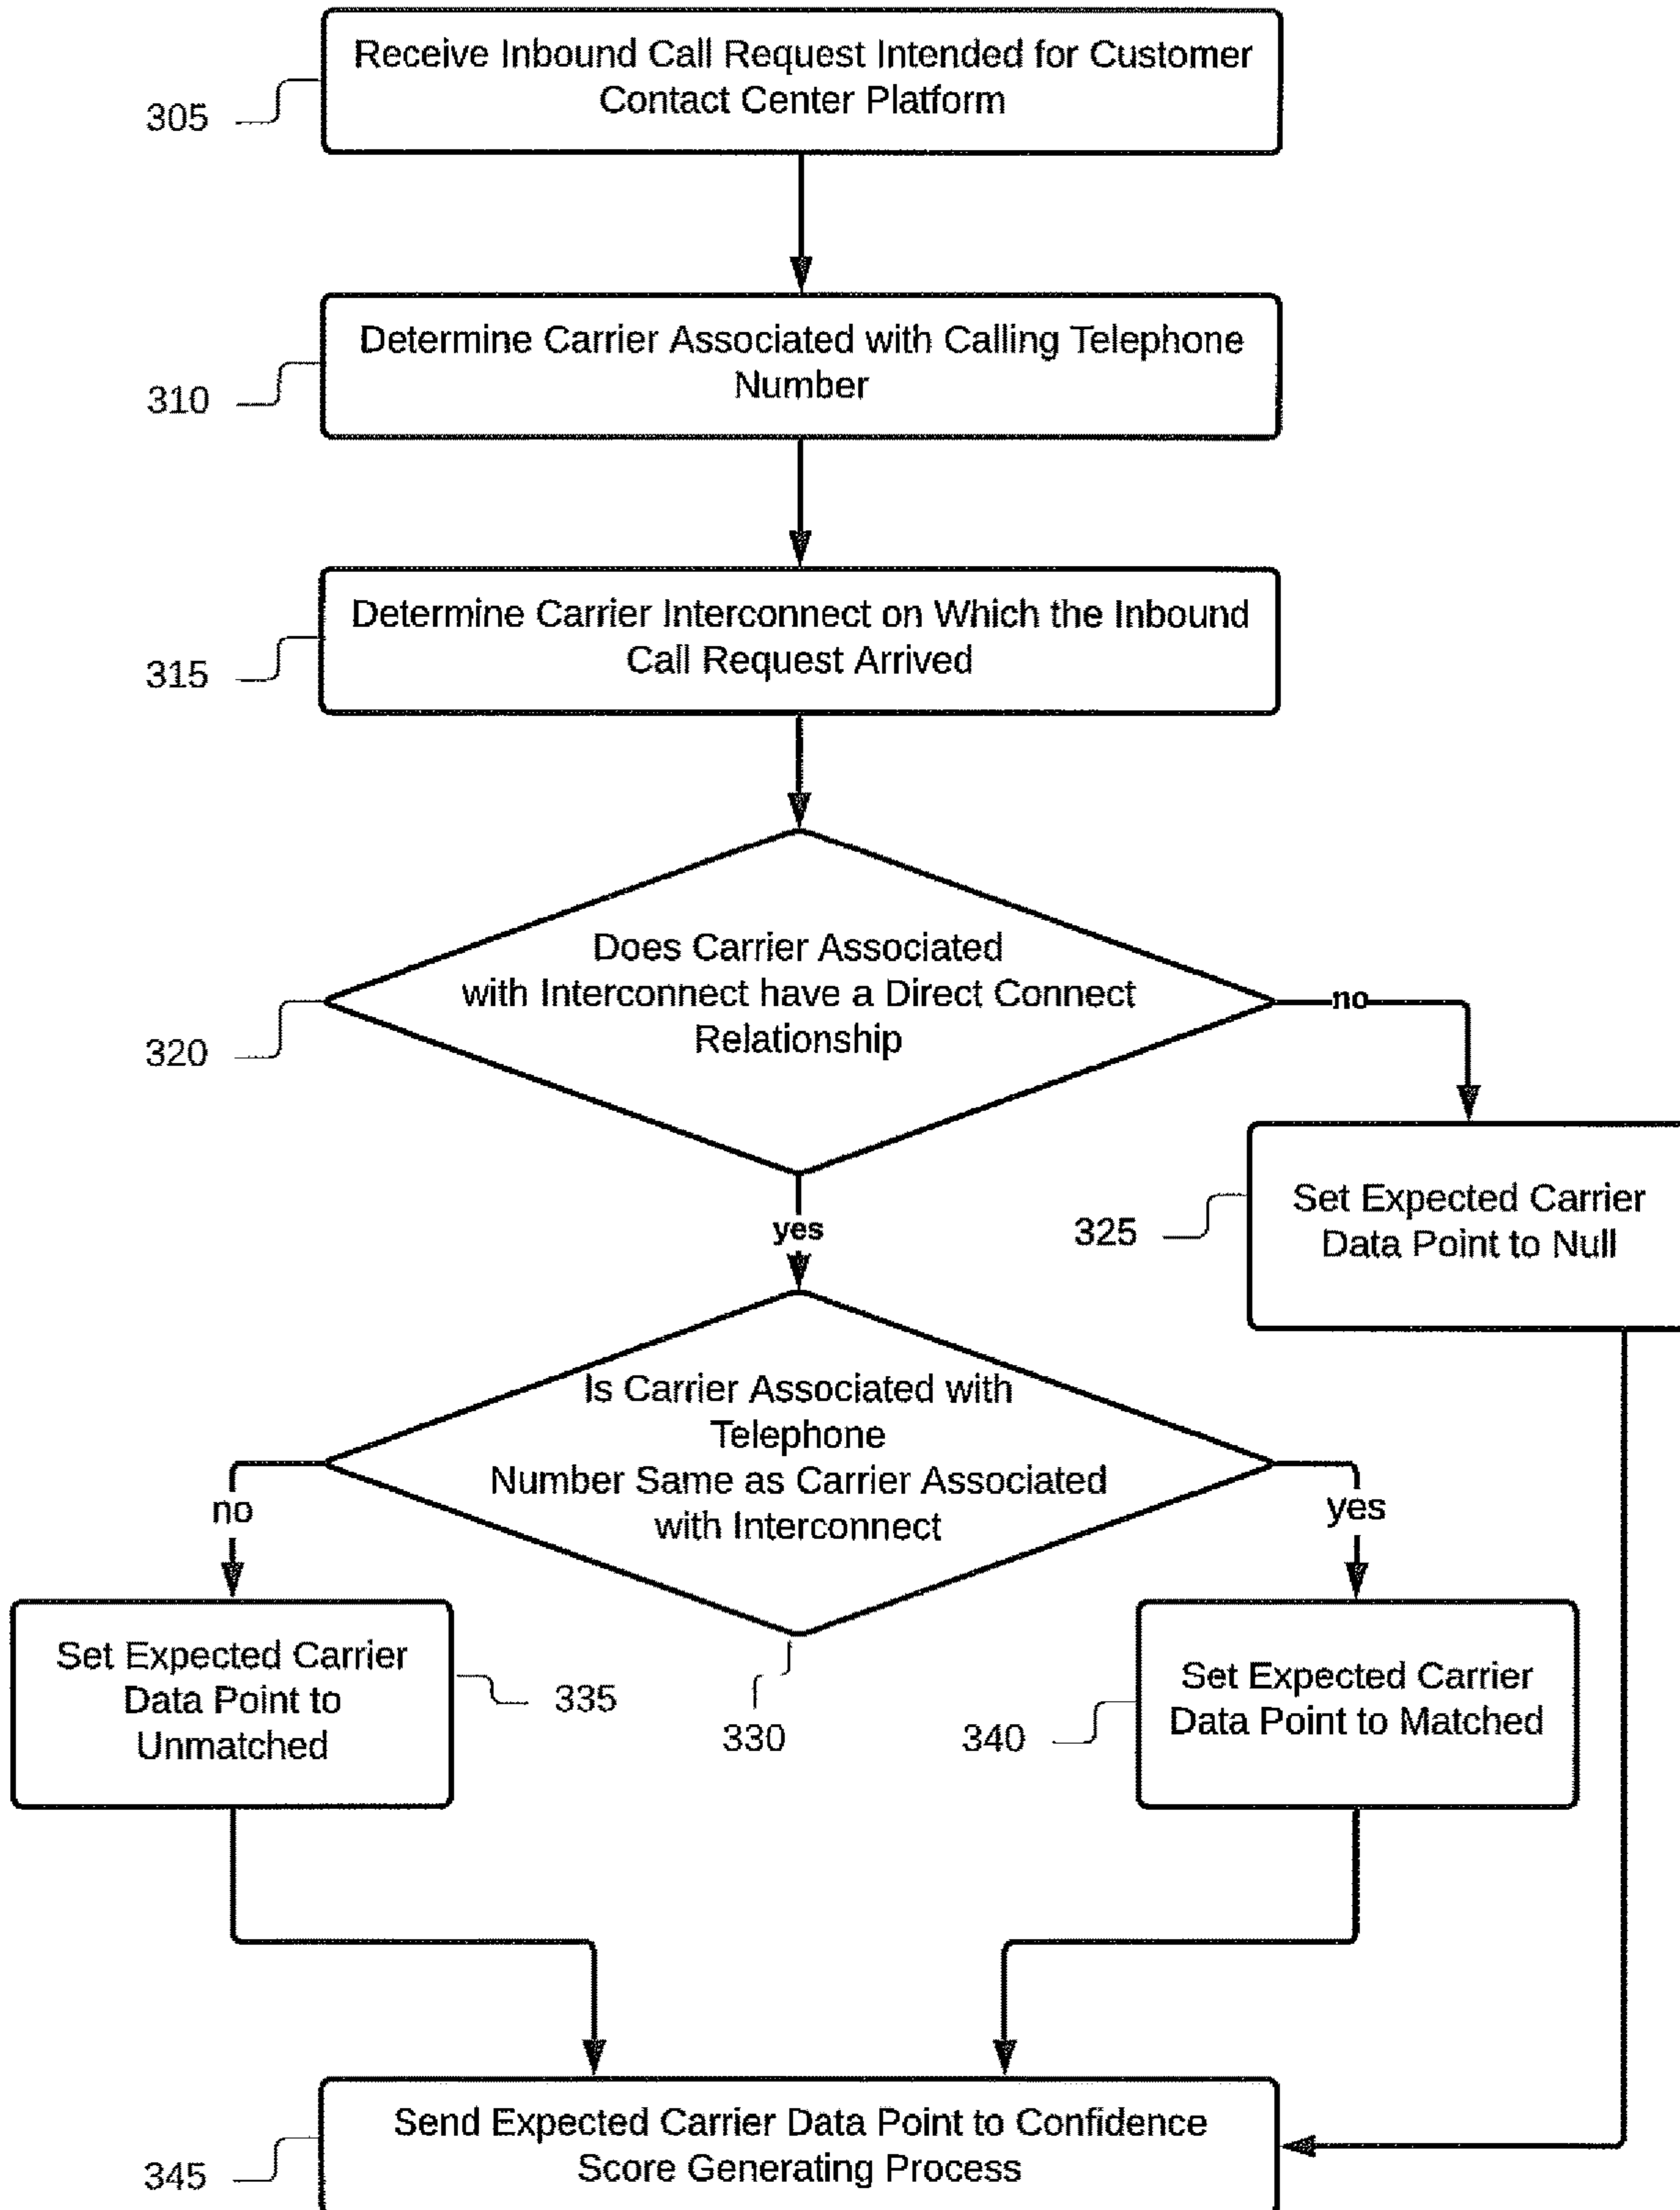 Receive Inbound Call Request Intended for Customer
Contact Center Platform
305
Determine Carrier Associated with Calling Telephone
Number
310
Determine Carrier Interconnect on Which the Inbound
Call Request Arrived
315
Does Carrier Associated
with Interconnect have a Direct Connect
Relationship
320
no
yes
Set Expected Carrier
Data Point to Null
325
Is Carrier Associated with
Telephone
Number Same as Carrier Associated
with Interconnect
330
no
yes
Set Expected Carrier
Data Point to
Unmatched
335
Set Expected Carrier
Data Point to Matched
340
Send Expected Carrier Data Point to Confidence
Score Generating Process
345